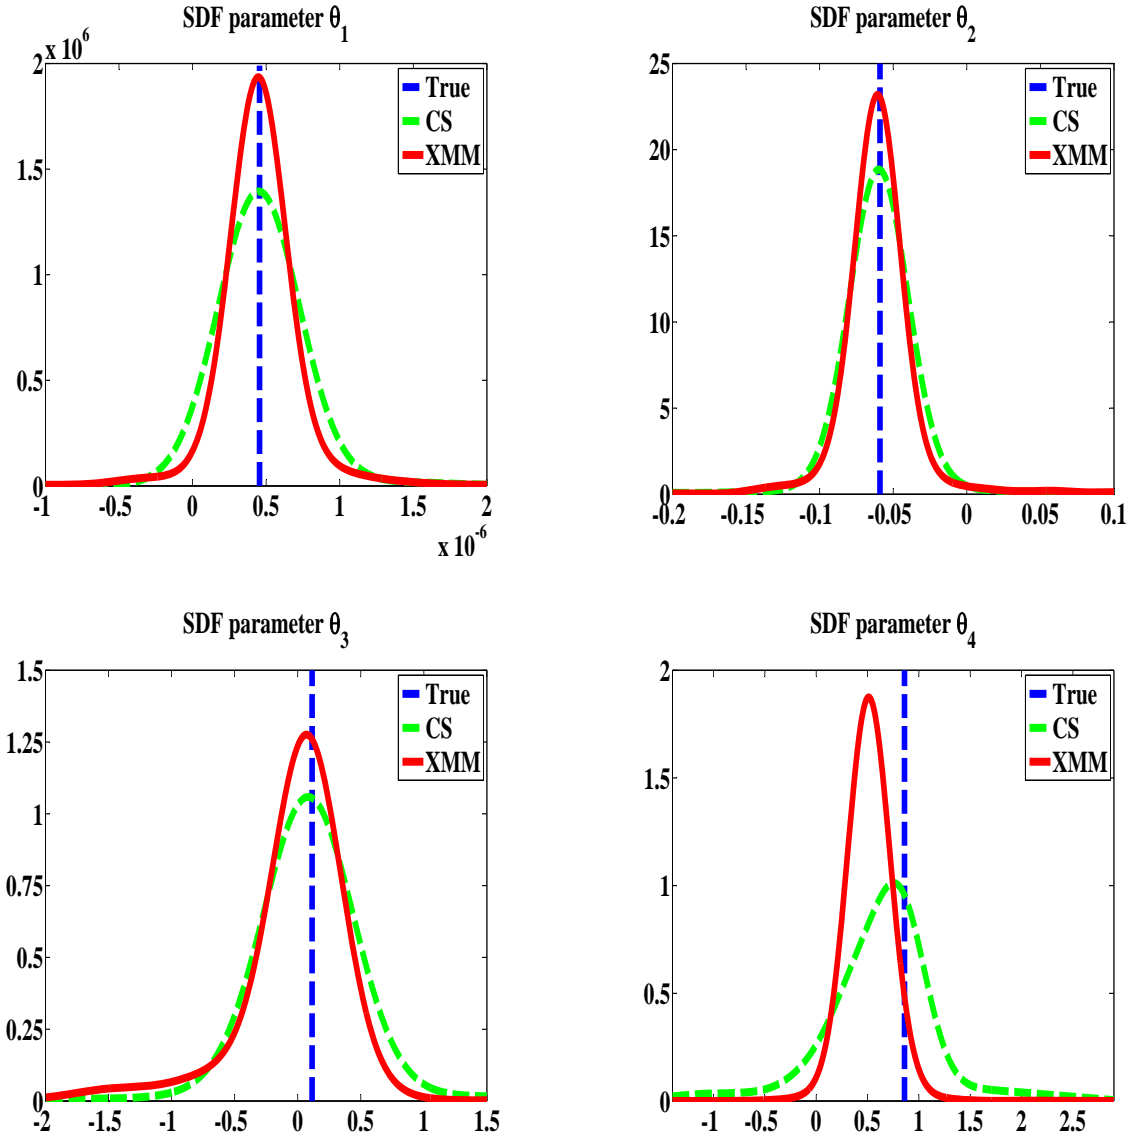 SDF parameter θ1
x 10^6
2
1.5
1
0.5
0
-1 -0.5 0 0.5 1 1.5 2
x 10^-6
True
CS
XMM
SDF parameter θ2
25
20
15
10
5
0
-0.2 -0.15 -0.1 -0.05 0 0.05 0.1
True
CS
XMM
SDF parameter θ3
1.5
1.25
1
0.75
0.5
0.25
0
-2 -1.5 -1 -0.5 0 0.5 1 1.5
True
CS
XMM
SDF parameter θ4
2
1.5
1
0.5
0
-1 -0.5 0 0.5 1 1.5 2 2.5
True
CS
XMM